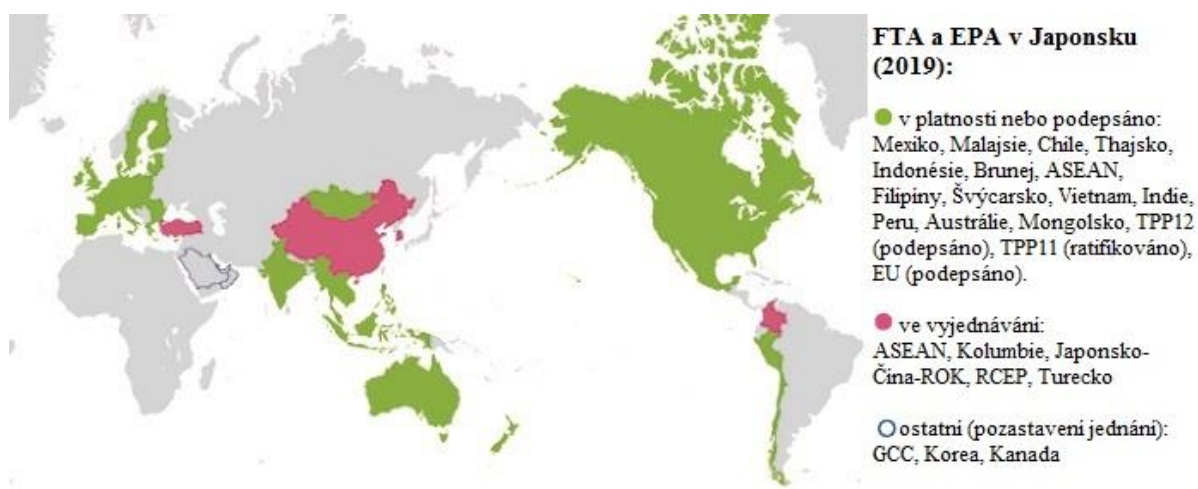 FTA a EPA v Japonsku
(2019):
v platnosti nebo podepsáno:
Mexiko, Malajsie, Chile, Thajsko,
Indonésie, Brunej, ASEAN,
Filipiny, Švýcarsko, Vietnam, Indie,
Peru, Austrálie, Mongolsko, TPP12
(podepsáno), TPP11 (ratifikováno),
EU (podepsáno).
ve vyjednávání:
ASEAN, Kolumbie, Japonsko-
Čína-ROK, RCEP, Turecko
ostatní (pozastavení jednání):
GCC, Korea, Kanada